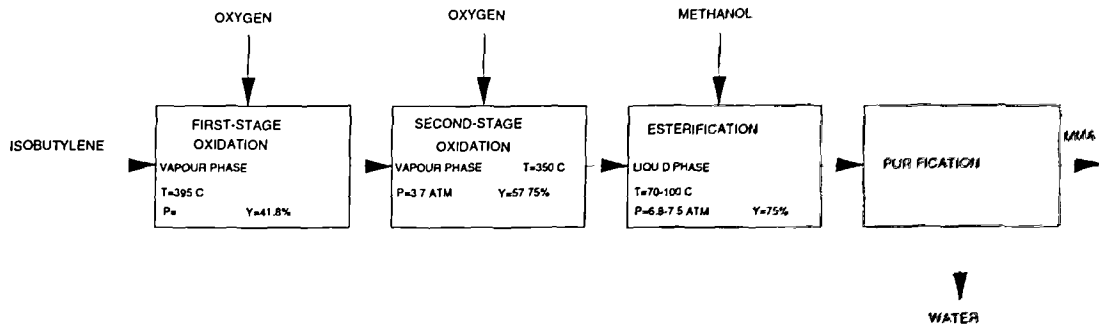 OXYGEN
OXYGEN
METHANOL
ISOBUTYLENE
FIRST-STAGE
OXIDATION
VAPOUR PHASE
T=395 C
P= Y=41.8%
SECOND-STAGE
OXIDATION
VAPOUR PHASE T=350 C
P=3 7 ATM Y=57 75%
ESTERIFICATION
LIQU D PHASE
T=70-100 C
P=6.8-7.5 ATM Y=75%
PUR FICATION
MMA
WATER